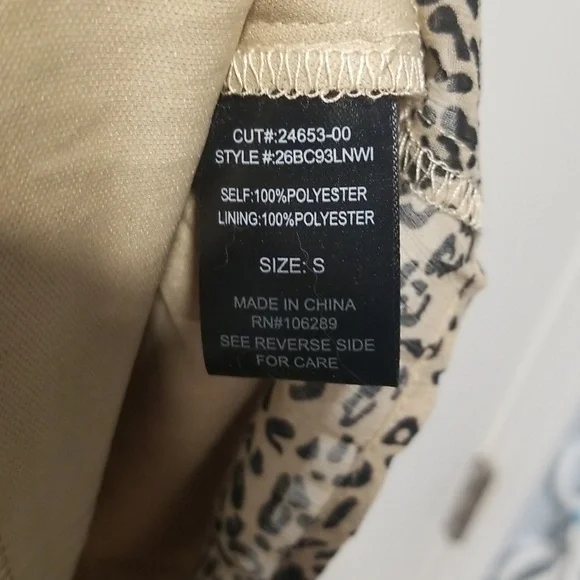 CUT#:24653-00
STYLE #:26BC93LNWI
SELF:100%POLYESTER
LINING:100%POLYESTER
SIZE: S
MADE IN CHINA
RN#106289
SEE REVERSE SIDE
FOR CARE